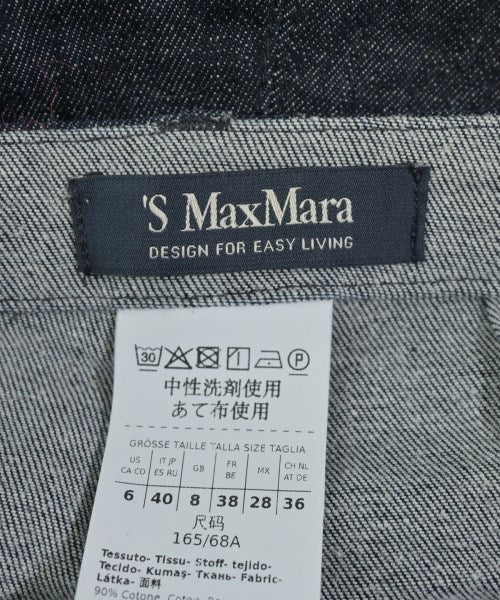 'S MaxMara
DESIGN FOR EASY LIVING
30 P
中性洗剤使用
あて布使用
GRÖSSE TAILLE TALLA SIZE TAGLIA
US IT JP GB FR MX CH NL
CA CO ES RU BE AT DE
6 40 8 38 28 36
尺码
165/68A
Tessuto- Tissu- Stoff- tejido-
Tecido- Kumaş- Ткань- Fabric-
Látka- 面料
90% Cotone, Coton,